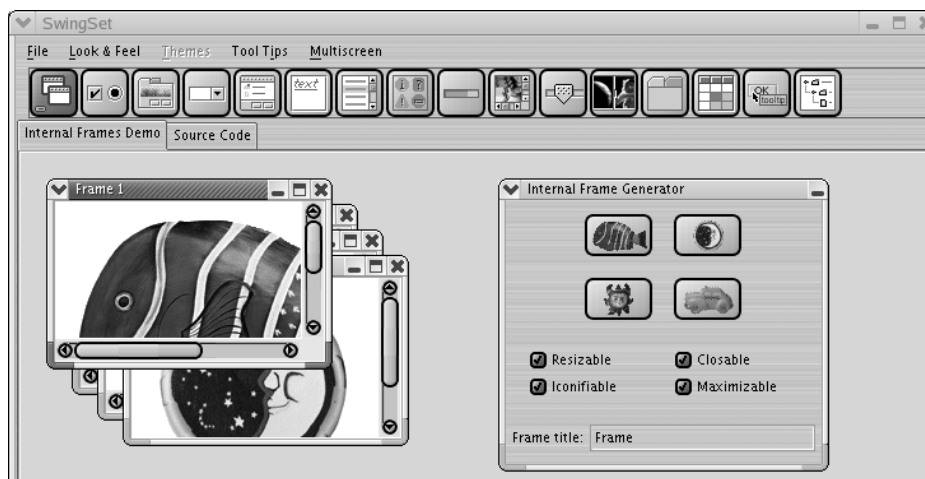 SwingSet
File Look & Feel Themes Tool Tips Multiscreen
text
OK
tooltip
Internal Frames Demo Source Code
Frame 1
Internal Frame Generator
Resizable Closable
Iconifiable Maximizable
Frame title: Frame